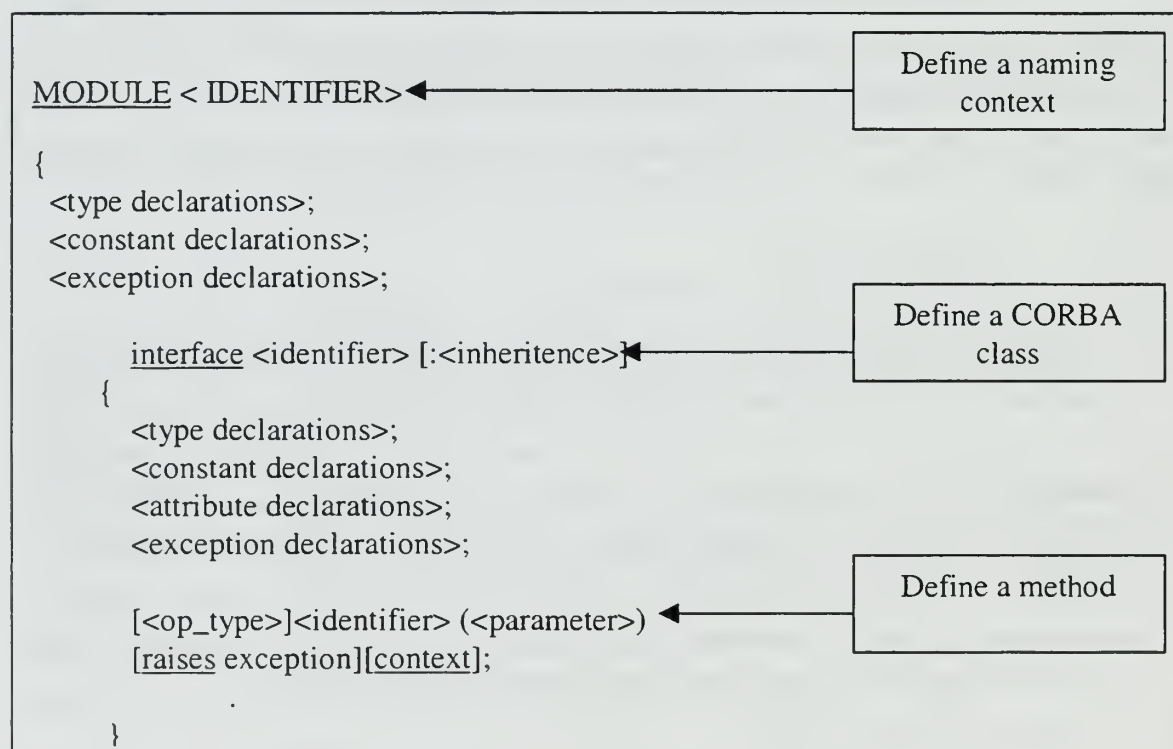 Define a naming
context
MODULE < IDENTIFIER>
{
<type declarations>;
<constant declarations>;
<exception declarations>;
Define a CORBA
class
interface <identifier> [:<inheritence>]
{
<type declarations>;
<constant declarations>;
<attribute declarations>;
<exception declarations>;
Define a method
[<op_type>]<identifier> (<parameter>)
[raises exception][context];
.
}